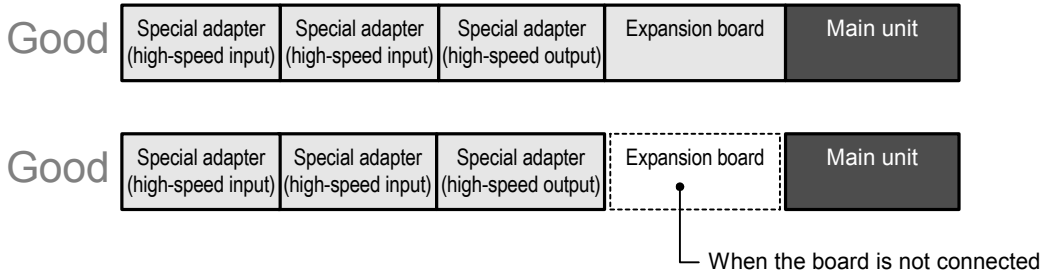 Good
Special adapter
(high-speed input)
Special adapter
(high-speed input)
Special adapter
(high-speed output)
Expansion board
Main unit
Good
Special adapter
(high-speed input)
Special adapter
(high-speed input)
Special adapter
(high-speed output)
Expansion board
Main unit
When the board is not connected